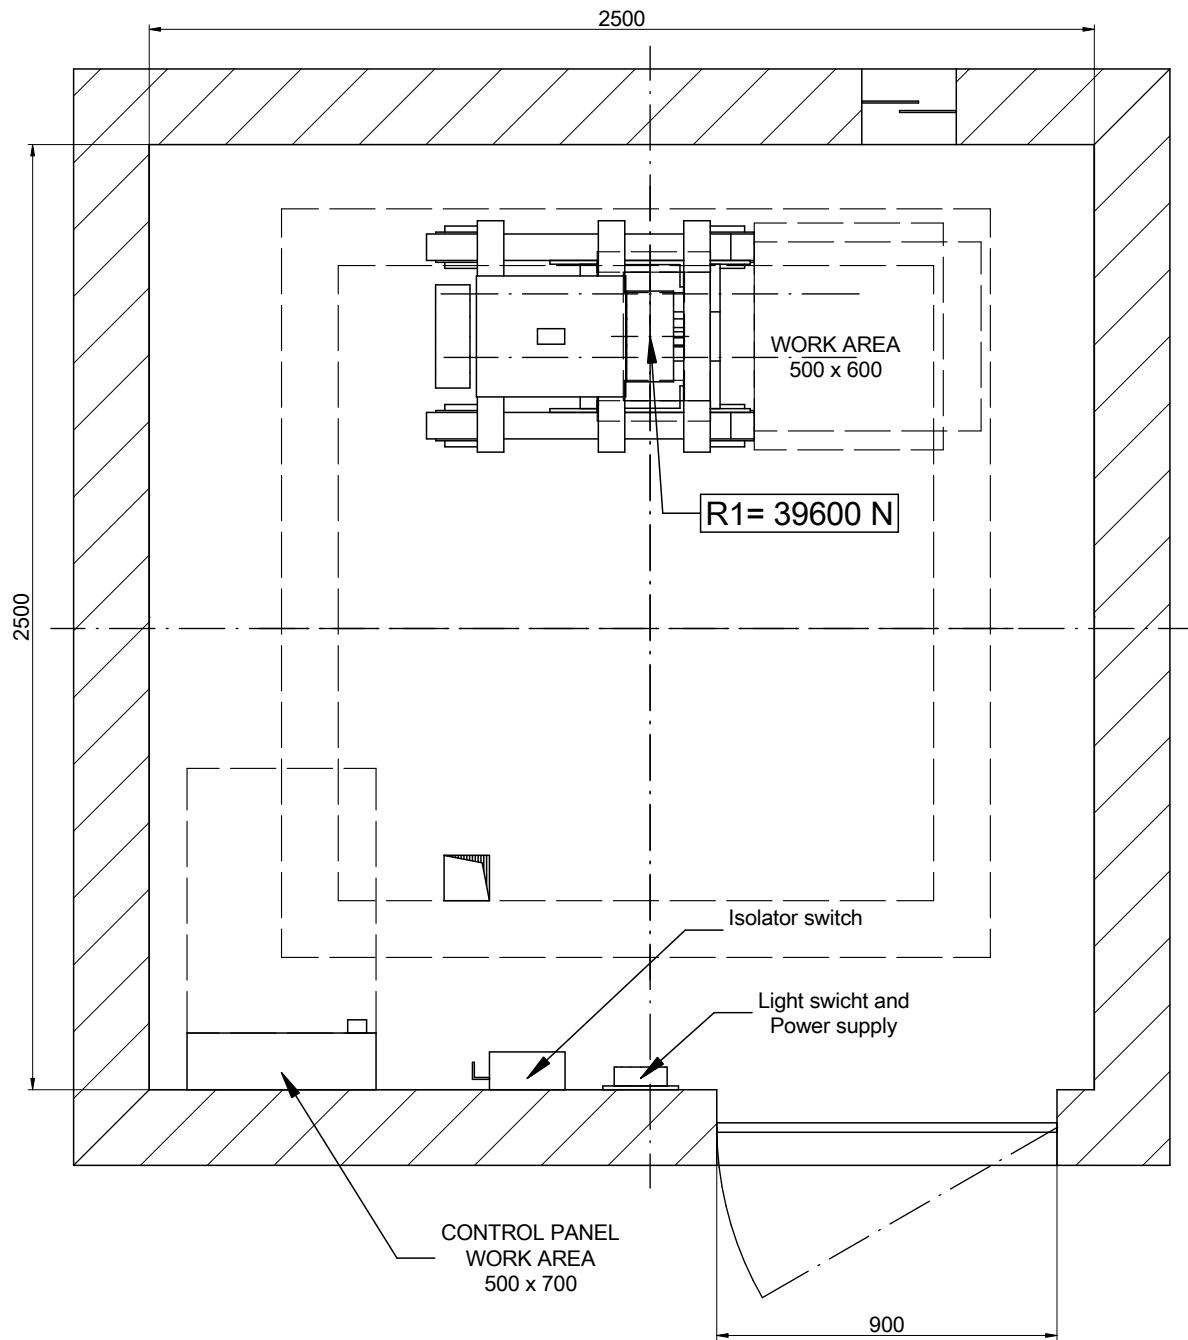 2500
WORK AREA
500 x 600
R1= 39600 N
2500
Isolator switch
Light swicht and
Power supply
CONTROL PANEL
WORK AREA
500 x 700
900